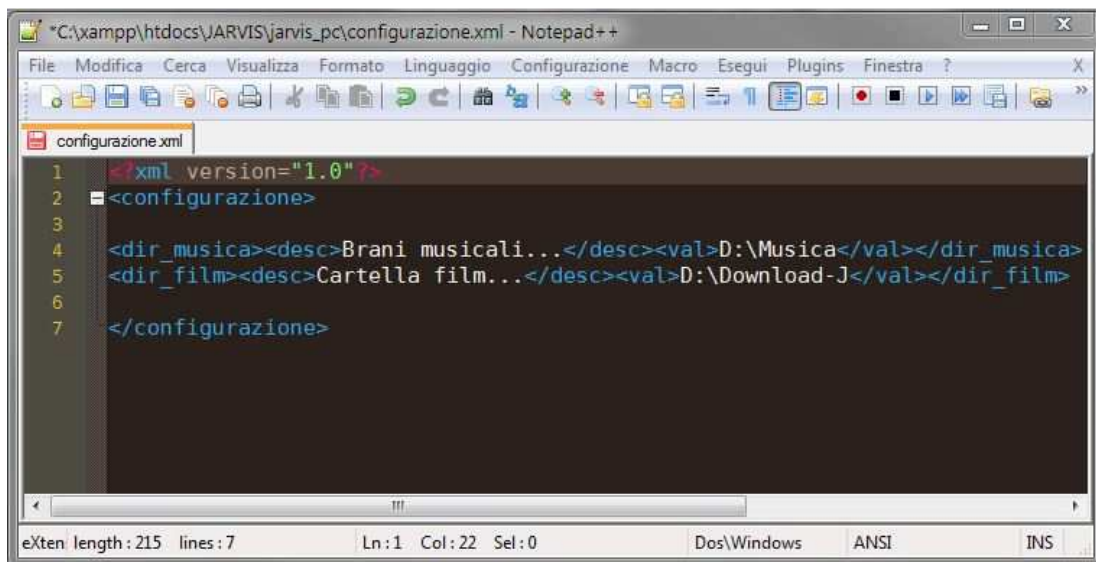 *C:\xampp\htdocs\JARVIS\jarvis_pc\configurazione.xml - Notepad++
File Modifica Cerca Visualizza Formato Linguaggio Configurazione Macro Esegui Plugins Finestra ? X
configurazione.xml
1 <?xml version="1.0"?>
2 <configurazione>
3
4 <dir_musica><desc>Brani musicali...</desc><val>D:\Musica</val></dir_musica>
5 <dir_film><desc>Cartella film...</desc><val>D:\Download-J</val></dir_film>
6
7 </configurazione>
eXten length : 215 lines : 7 Ln : 1 Col : 22 Sel : 0 Dos\Windows ANSI INS